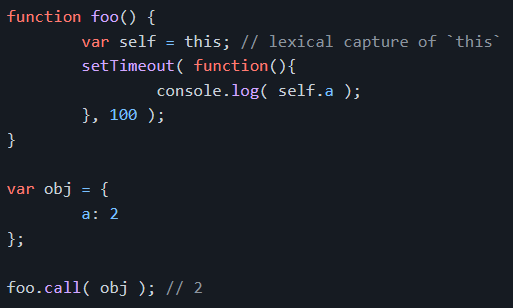 function foo() {
        var self = this; // lexical capture of `this`
        setTimeout( function(){
                console.log( self.a );
        }, 100 );
}

var obj = {
        a: 2
};

foo.call( obj ); // 2